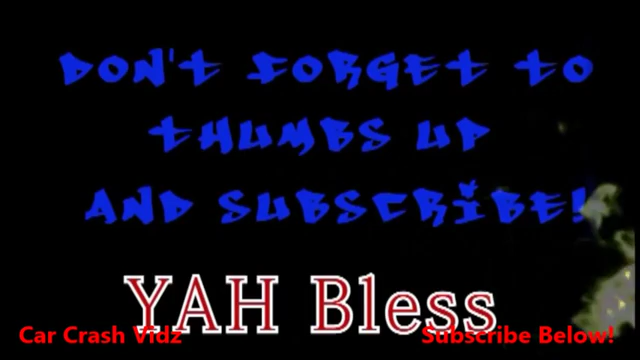 DON'T FORGET TO
THUMBS UP
AND SUBSCRIBE!
YAH Bless
Car Crash Vidz
Subscribe Below!